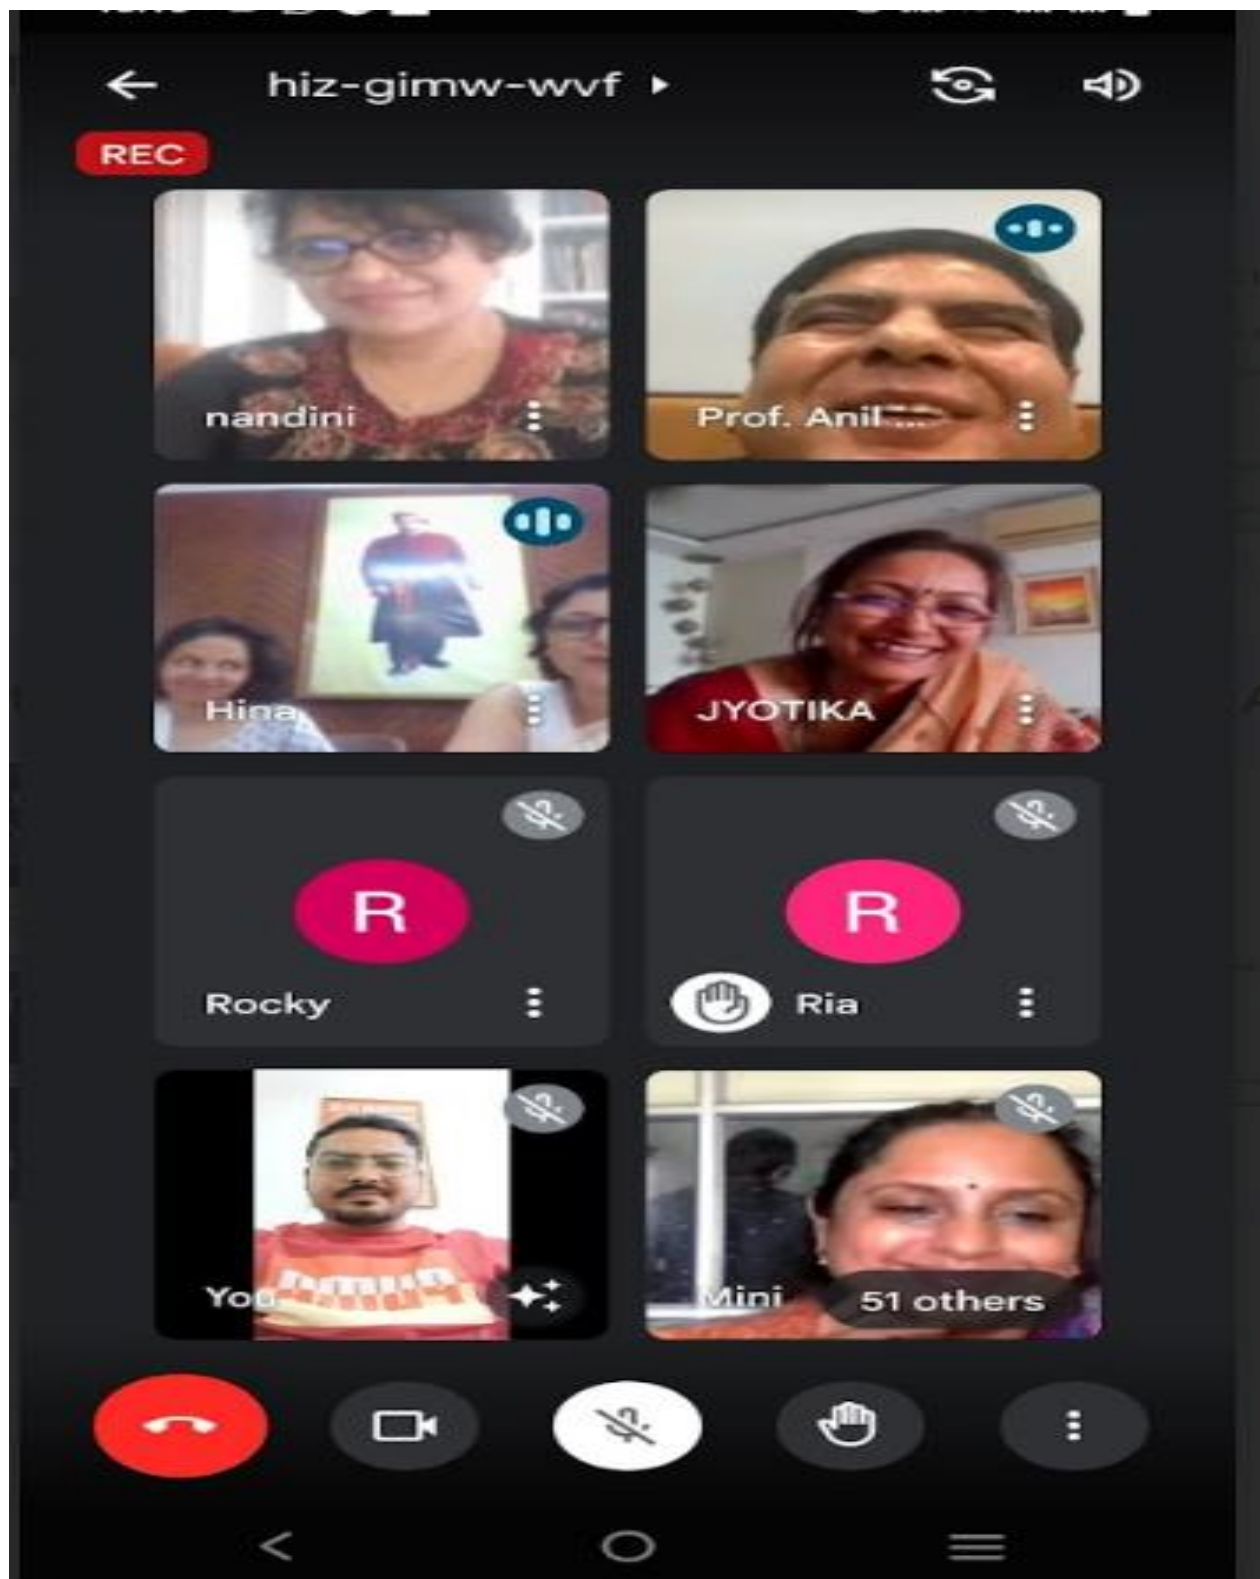 hiz-gimw-wvf
REC
nandini
Prof. Anil ...
Hina
JYOTIKA
R
R
Rocky
Ria
You
Mini
51 others